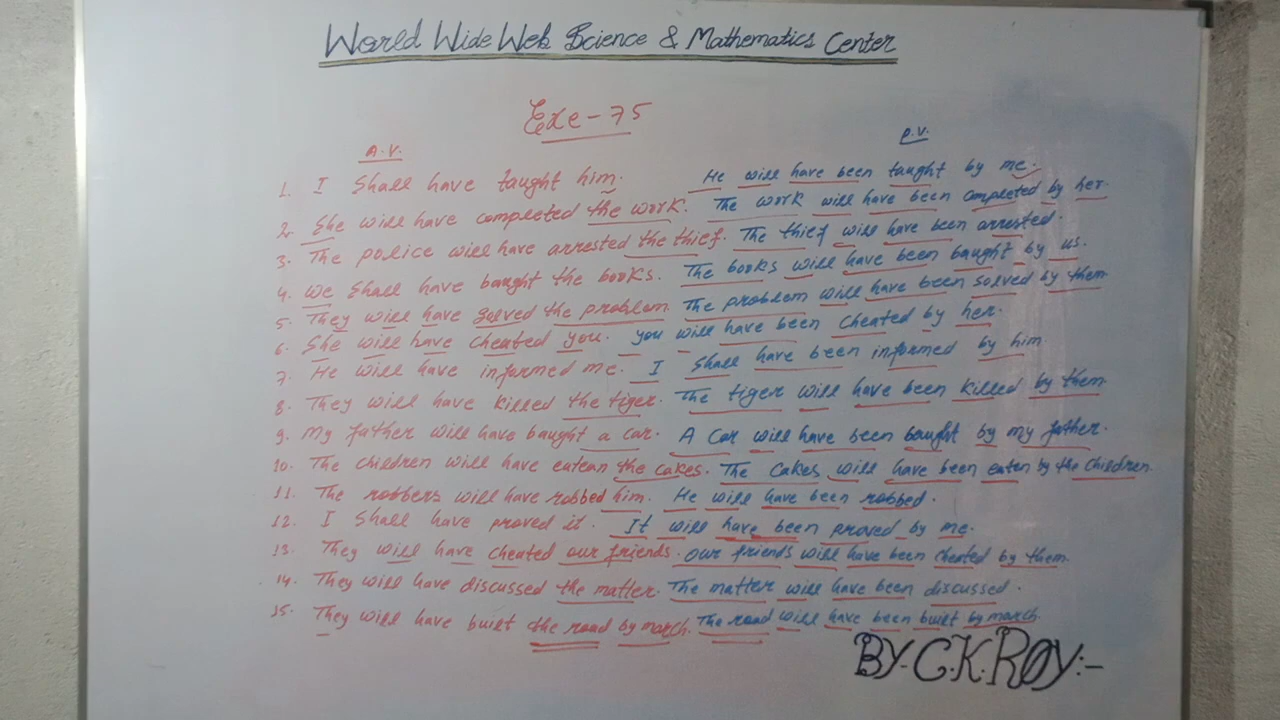 World Wide Web Science & Mathematics Center
Exe-75
A.V. P.V.
1. I Shall have taught him. He will have been taught by me.
2. She will have completed the work. The work will have been completed by her.
3. The police will have arrested the thief. The thief will have been arrested.
4. We Shall have baught the books. The books will have been baught by us.
5. They will have solved the problem. The problem will have been solved by them
6. She will have cheated you. you will have been cheated by her.
7. He will have informed me. I Shall have been informed by him
8. They will have killed the tiger. The tiger will have been killed by them.
9. My father will have baught a car. A Car will have been baught by my father.
10. The children will have eatean the cakes. The cakes will have been eaten by the children.
11. The robbers will have robbed him. He will have been robbed.
12. I Shall have proved it. It will have been proved by me.
13. They will have cheated our friends. our friends will have been cheated by them.
14. They will have discussed the matter. The matter will have been discussed.
15. They will have built the road by march. The road will have been built by march.
BY-C.K.ROY:-